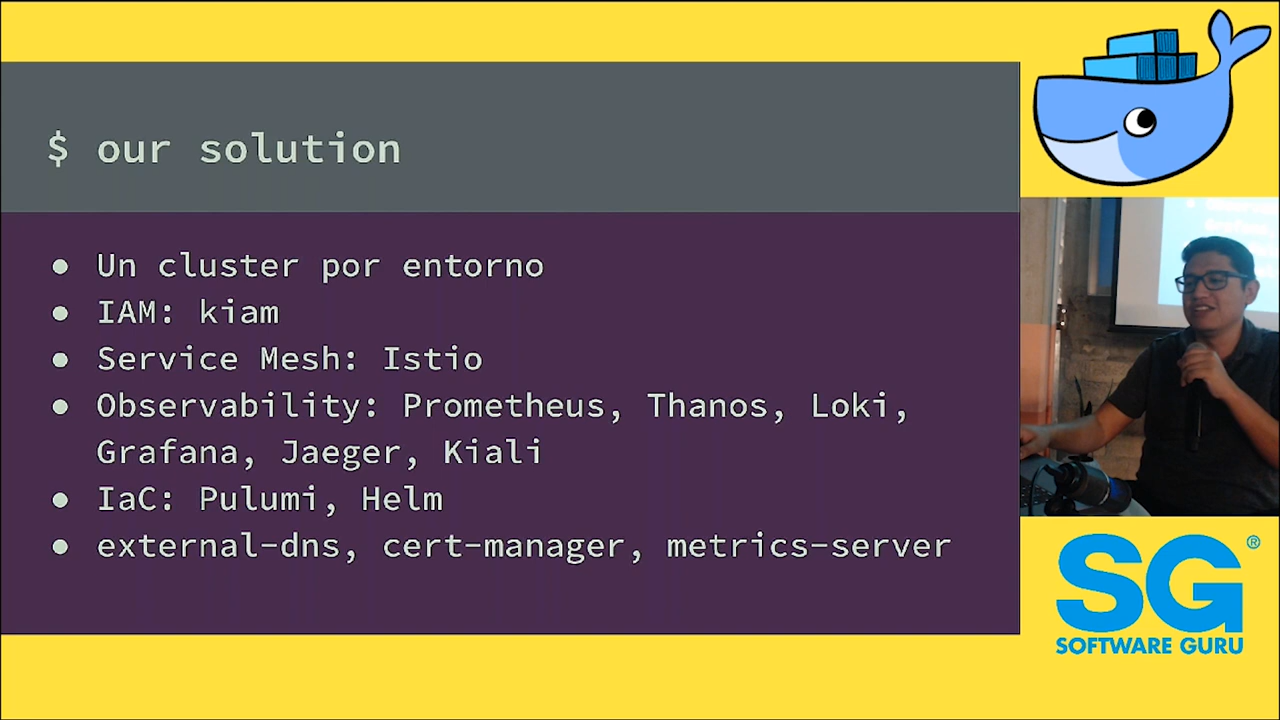 $ our solution
● Un cluster por entorno
● IAM: kiam
● Service Mesh: Istio
● Observability: Prometheus, Thanos, Loki,
Grafana, Jaeger, Kiali
● IaC: Pulumi, Helm
● external-dns, cert-manager, metrics-server
SG®
SOFTWARE GURU